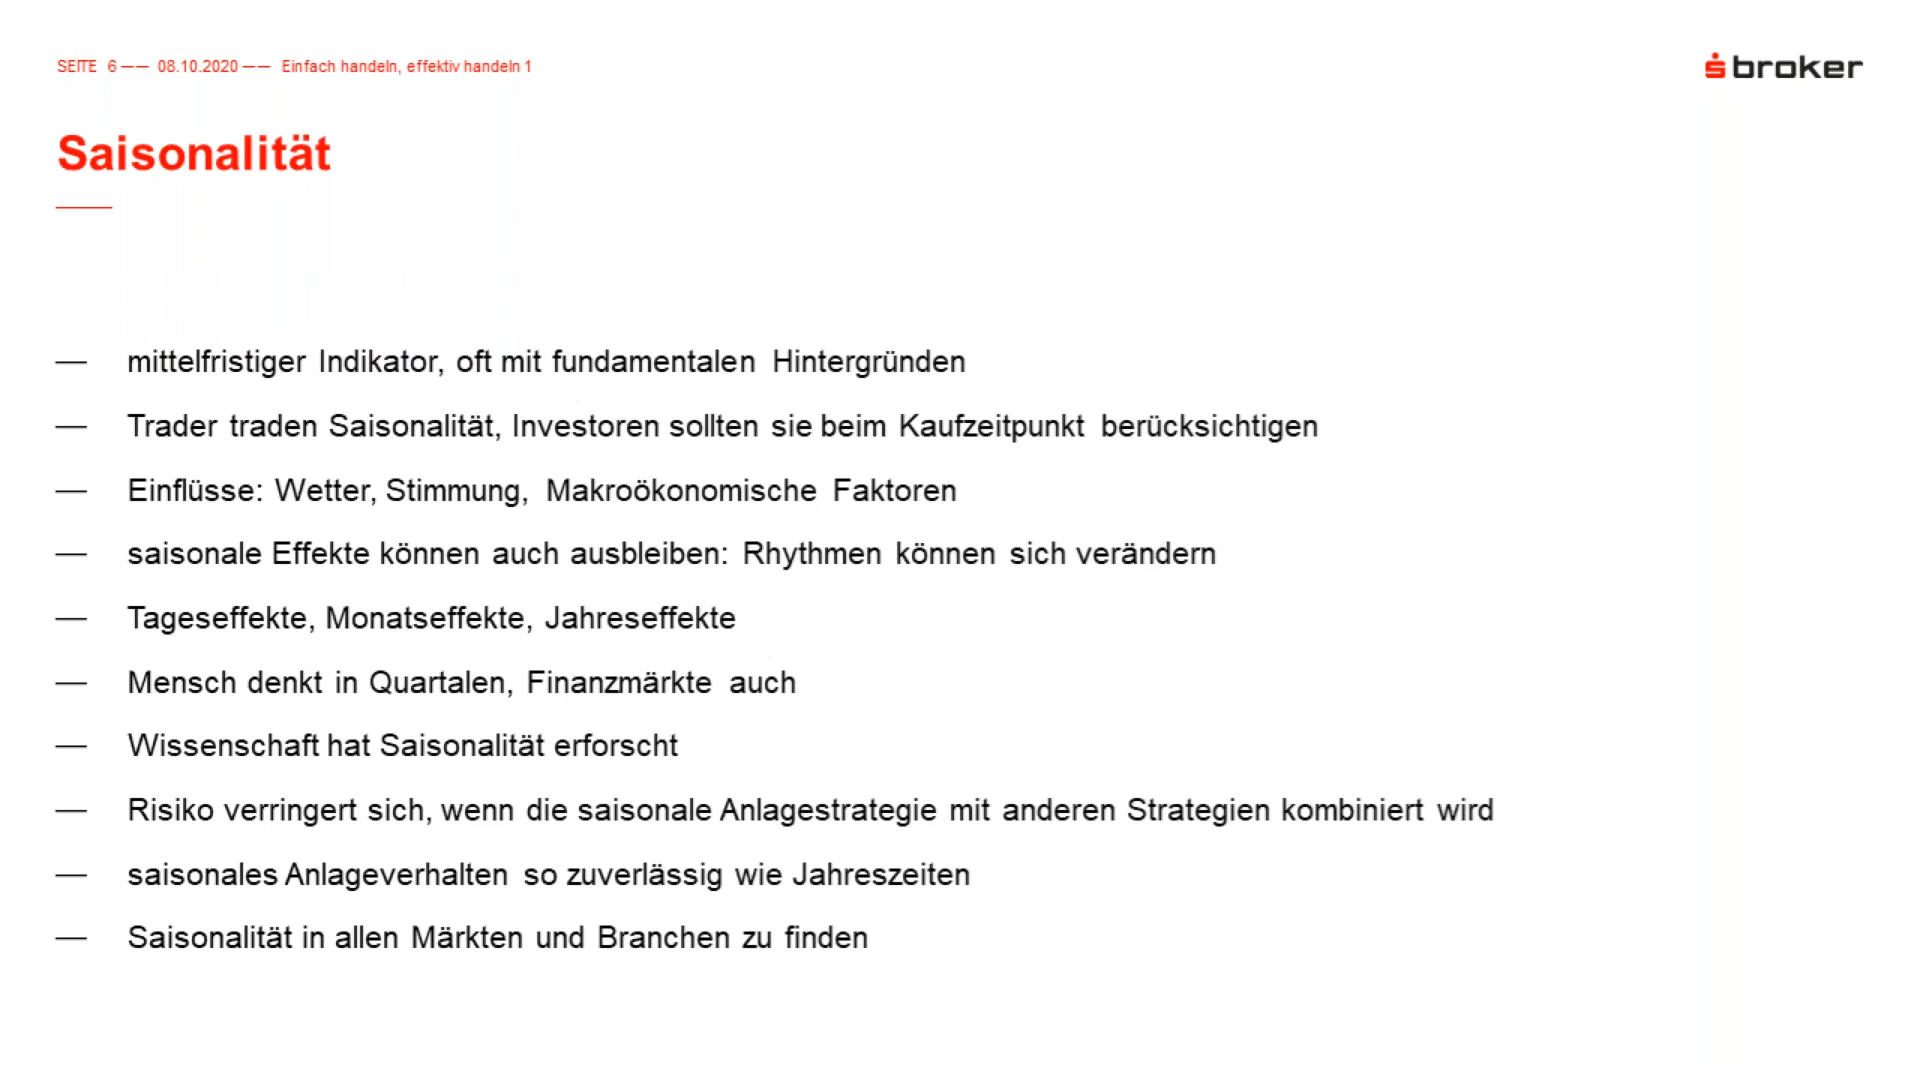 SEITE 6 —— 08.10.2020 —— Einfach handeln, effektiv handeln 1
broker
Saisonalität
— mittelfristiger Indikator, oft mit fundamentalen Hintergründen
— Trader traden Saisonalität, Investoren sollten sie beim Kaufzeitpunkt berücksichtigen
— Einflüsse: Wetter, Stimmung, Makroökonomische Faktoren
— saisonale Effekte können auch ausbleiben: Rhythmen können sich verändern
— Tageseffekte, Monatseffekte, Jahreseffekte
— Mensch denkt in Quartalen, Finanzmärkte auch
— Wissenschaft hat Saisonalität erforscht
— Risiko verringert sich, wenn die saisonale Anlagestrategie mit anderen Strategien kombiniert wird
— saisonales Anlageverhalten so zuverlässig wie Jahreszeiten
— Saisonalität in allen Märkten und Branchen zu finden